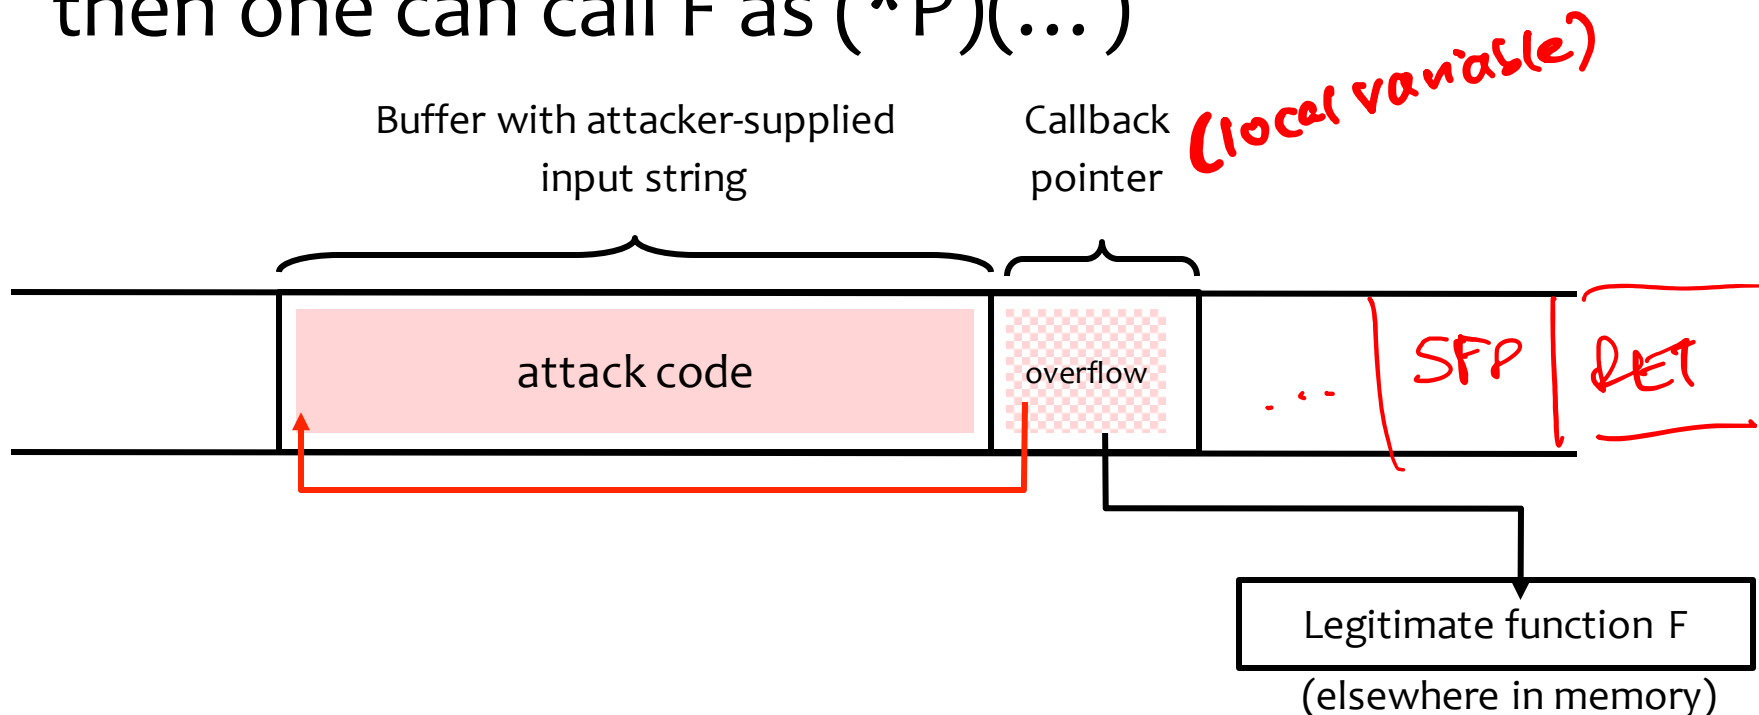 then one can call F as (*P)(…)
(local variable)
Buffer with attacker-supplied
input string
Callback
pointer
attack code
overflow
...
SFP
RET
Legitimate function F
(elsewhere in memory)